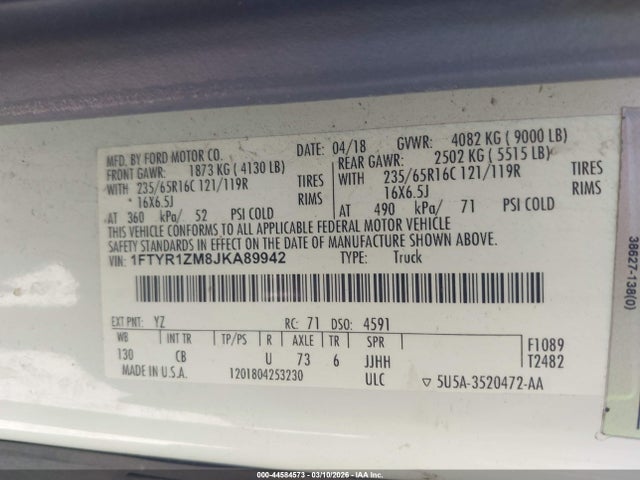 MFD. BY FORD MOTOR CO. DATE: 04/18 GVWR: 4082 KG ( 9000 LB)
FRONT GAWR: 1873 KG ( 4130 LB) REAR GAWR: 2502 KG ( 5515 LB)
WITH 235/65R16C 121/119R TIRES WITH 235/65R16C 121/119R TIRES
16X6.5J RIMS 16X6.5J RIMS
AT 360 kPa/ 52 PSI COLD AT 490 kPa/ 71 PSI COLD
THIS VEHICLE CONFORMS TO ALL APPLICABLE FEDERAL MOTOR VEHICLE
SAFETY STANDARDS IN EFFECT ON THE DATE OF MANUFACTURE SHOWN ABOVE.
VIN: 1FTYR1ZM8JKA89942 TYPE: Truck
EXT PNT: YZ RC: 71 DSO: 4591
WB INT TR TP/PS R AXLE TR SPR F1089
130 CB U 73 6 JJHH T2482
MADE IN U.S.A. 1201804253230 ULC ▽ 5U5A-3520472-AA
38627-138(0)
000-44584573 - 03/10/2026 - IAA Inc.